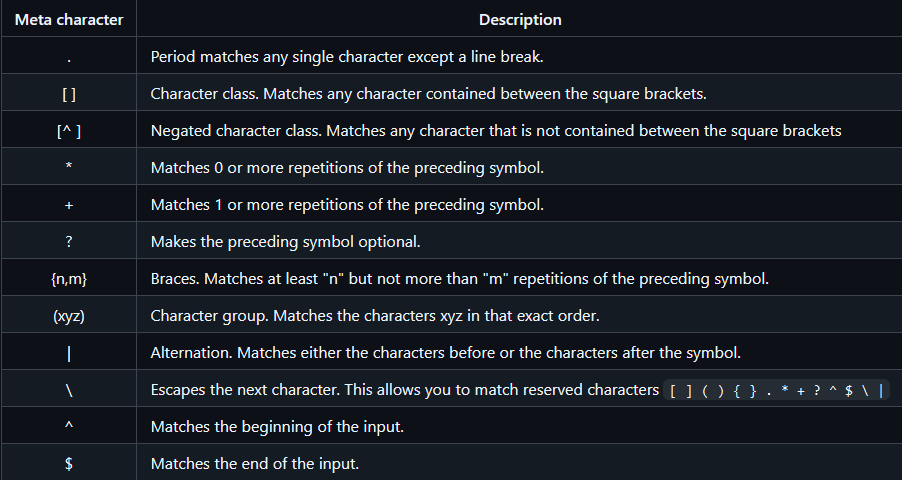 Meta character Description
. Period matches any single character except a line break.
[ ] Character class. Matches any character contained between the square brackets.
[^ ] Negated character class. Matches any character that is not contained between the square brackets
* Matches 0 or more repetitions of the preceding symbol.
+ Matches 1 or more repetitions of the preceding symbol.
? Makes the preceding symbol optional.
{n,m} Braces. Matches at least "n" but not more than "m" repetitions of the preceding symbol.
(xyz) Character group. Matches the characters xyz in that exact order.
| Alternation. Matches either the characters before or the characters after the symbol.
\ Escapes the next character. This allows you to match reserved characters [ ] ( ) { } . * + ? ^ $ \ |
^ Matches the beginning of the input.
$ Matches the end of the input.